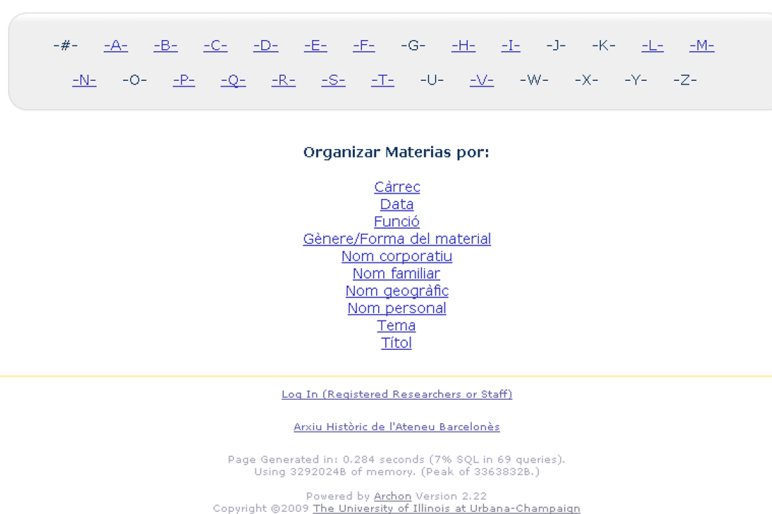 -#- -A- -B- -C- -D- -E- -F- -G- -H- -I- -J- -K- -L- -M-
-N- -O- -P- -Q- -R- -S- -T- -U- -V- -W- -X- -Y- -Z-
Organizar Materias por:
Càrrec
Data
Funció
Gènere/Forma del material
Nom corporatiu
Nom familiar
Nom geogràfic
Nom personal
Tema
Títol
Log In (Registered Researchers or Staff)
Arxiu Històric de l'Ateneu Barcelonès
Page Generated in: 0.284 seconds (7% SQL in 69 queries).
Using 3292024B of memory. (Peak of 3363832B.)
Powered by Archon Version 2.22
Copyright ©2009 The University of Illinois at Urbana-Champaign